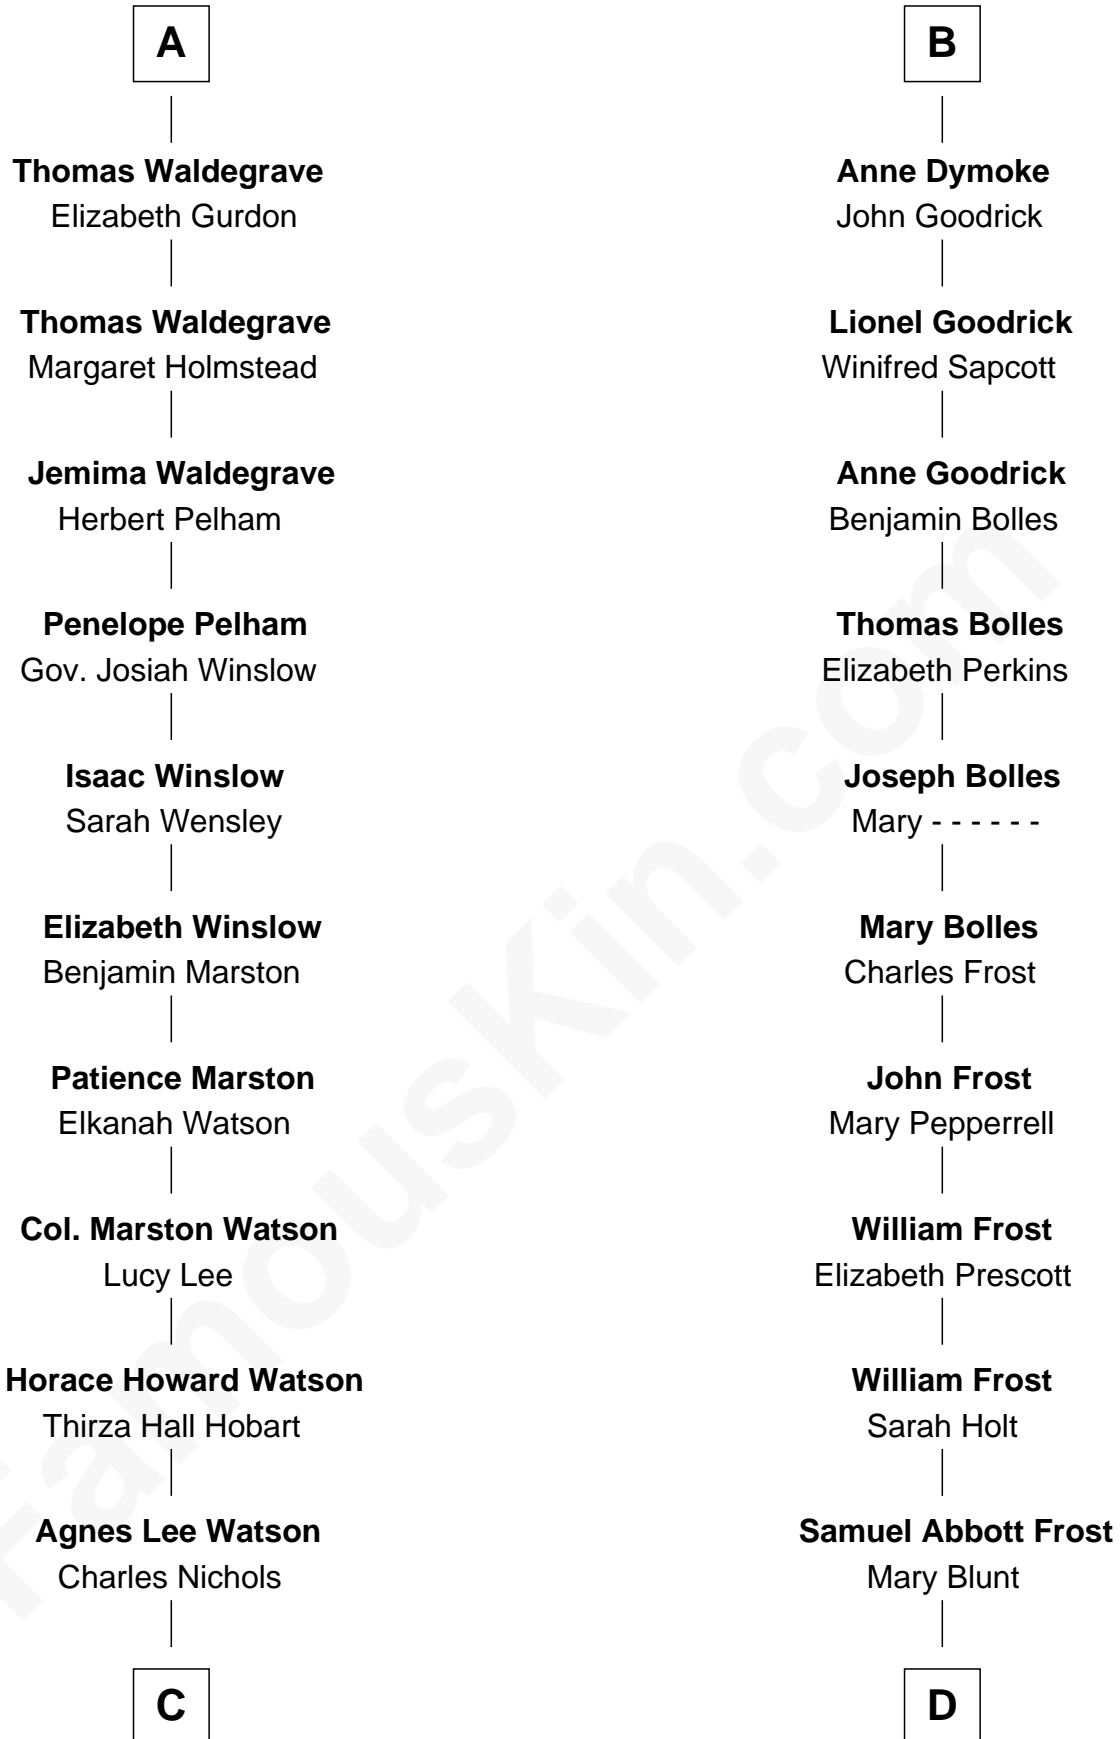 A
Thomas Waldegrave
Elizabeth Gurdon
Thomas Waldegrave
Margaret Holmstead
Jemima Waldegrave
Herbert Pelham
Penelope Pelham
Gov. Josiah Winslow
Isaac Winslow
Sarah Wensley
Elizabeth Winslow
Benjamin Marston
Patience Marston
Elkanah Watson
Col. Marston Watson
Lucy Lee
Horace Howard Watson
Thirza Hall Hobart
Agnes Lee Watson
Charles Nichols
C
B
Anne Dymoke
John Goodrick
Lionel Goodrick
Winifred Sapcott
Anne Goodrick
Benjamin Bolles
Thomas Bolles
Elizabeth Perkins
Joseph Bolles
Mary - - - - - -
Mary Bolles
Charles Frost
John Frost
Mary Pepperrell
William Frost
Elizabeth Prescott
William Frost
Sarah Holt
Samuel Abbott Frost
Mary Blunt
D
FamousKin.com